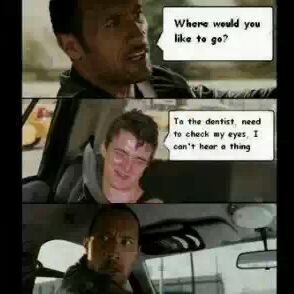 Where would you
like to go?
To the dentist, need
to check my eyes, I
can't hear a thing